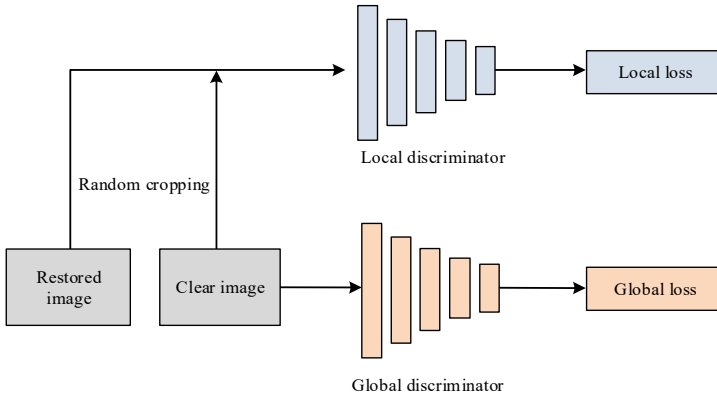 Local loss
Local discriminator
Random cropping
Restored
image
Clear image
Global loss
Global discriminator